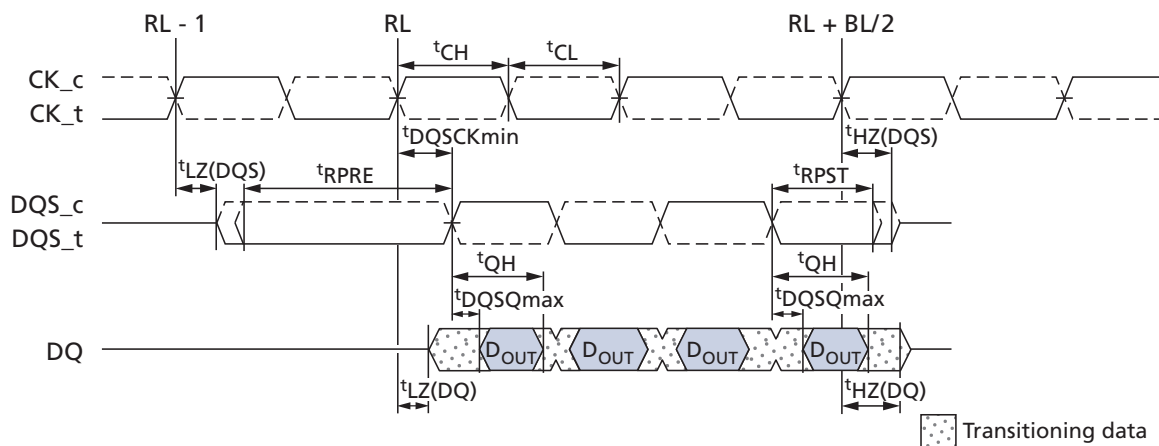 RL - 1 RL RL + BL/2
tCH tCL
CK_c
CK_t
tDQSCKmin tHZ(DQS)
tLZ(DQS) tRPRE tRPST
DQS_c
DQS_t
tQH tQH
tDQSQmax tDQSQmax
DQ DOUT DOUT DOUT DOUT
tLZ(DQ) tHZ(DQ)
Transitioning data